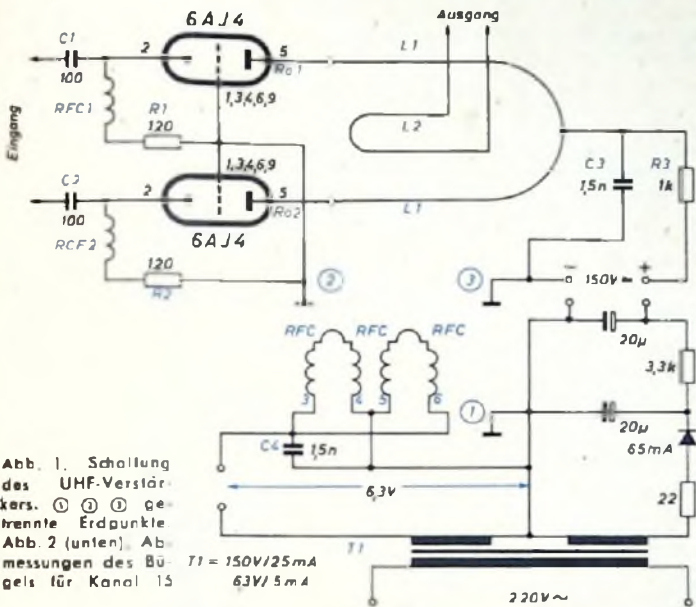 6AJ4
Ausgang
C1
2
5
L1
100
Rö1
RFC1
R1
1,3,4,6,9
120
L2
Eingang
1,3,4,6,9
C3
R3
C2
2
5
1,5n
1k
100
Rö2
L1
RCF2
6AJ4
120
②
③
- 150V= +
R2
RFC RFC RFC
20µ
3,3k
3 4 5 6
①
20µ
C4
1,5n
65mA
6,3V
22
T1
T1 = 150V/25mA
63V/5mA
220V~
Abb. 1. Schaltung
des UHF-Verstär-
kers. ① ② ③ ge-
trennte Erdpunkte
Abb. 2 (unten). Ab-
messungen des Bü-
gels für Kanal 15